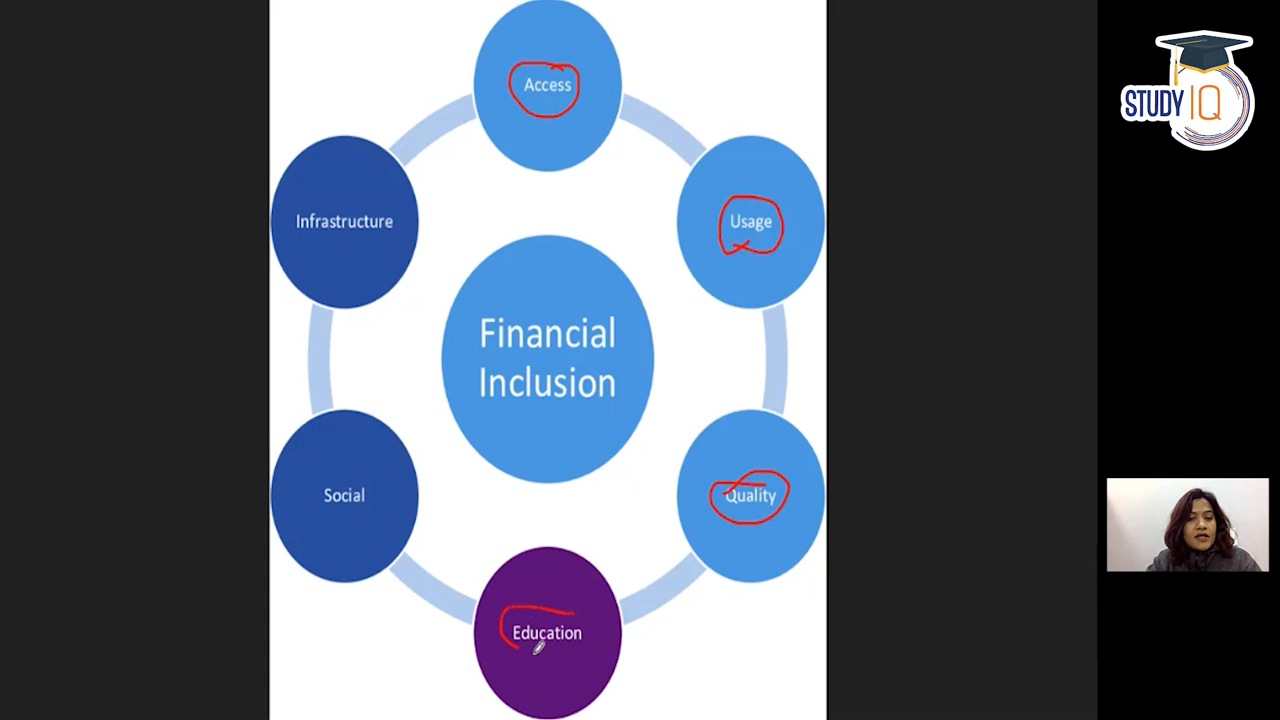 Access
Infrastructure
Usage
Financial
Inclusion
Social
Quality
Education
STUDY IQ